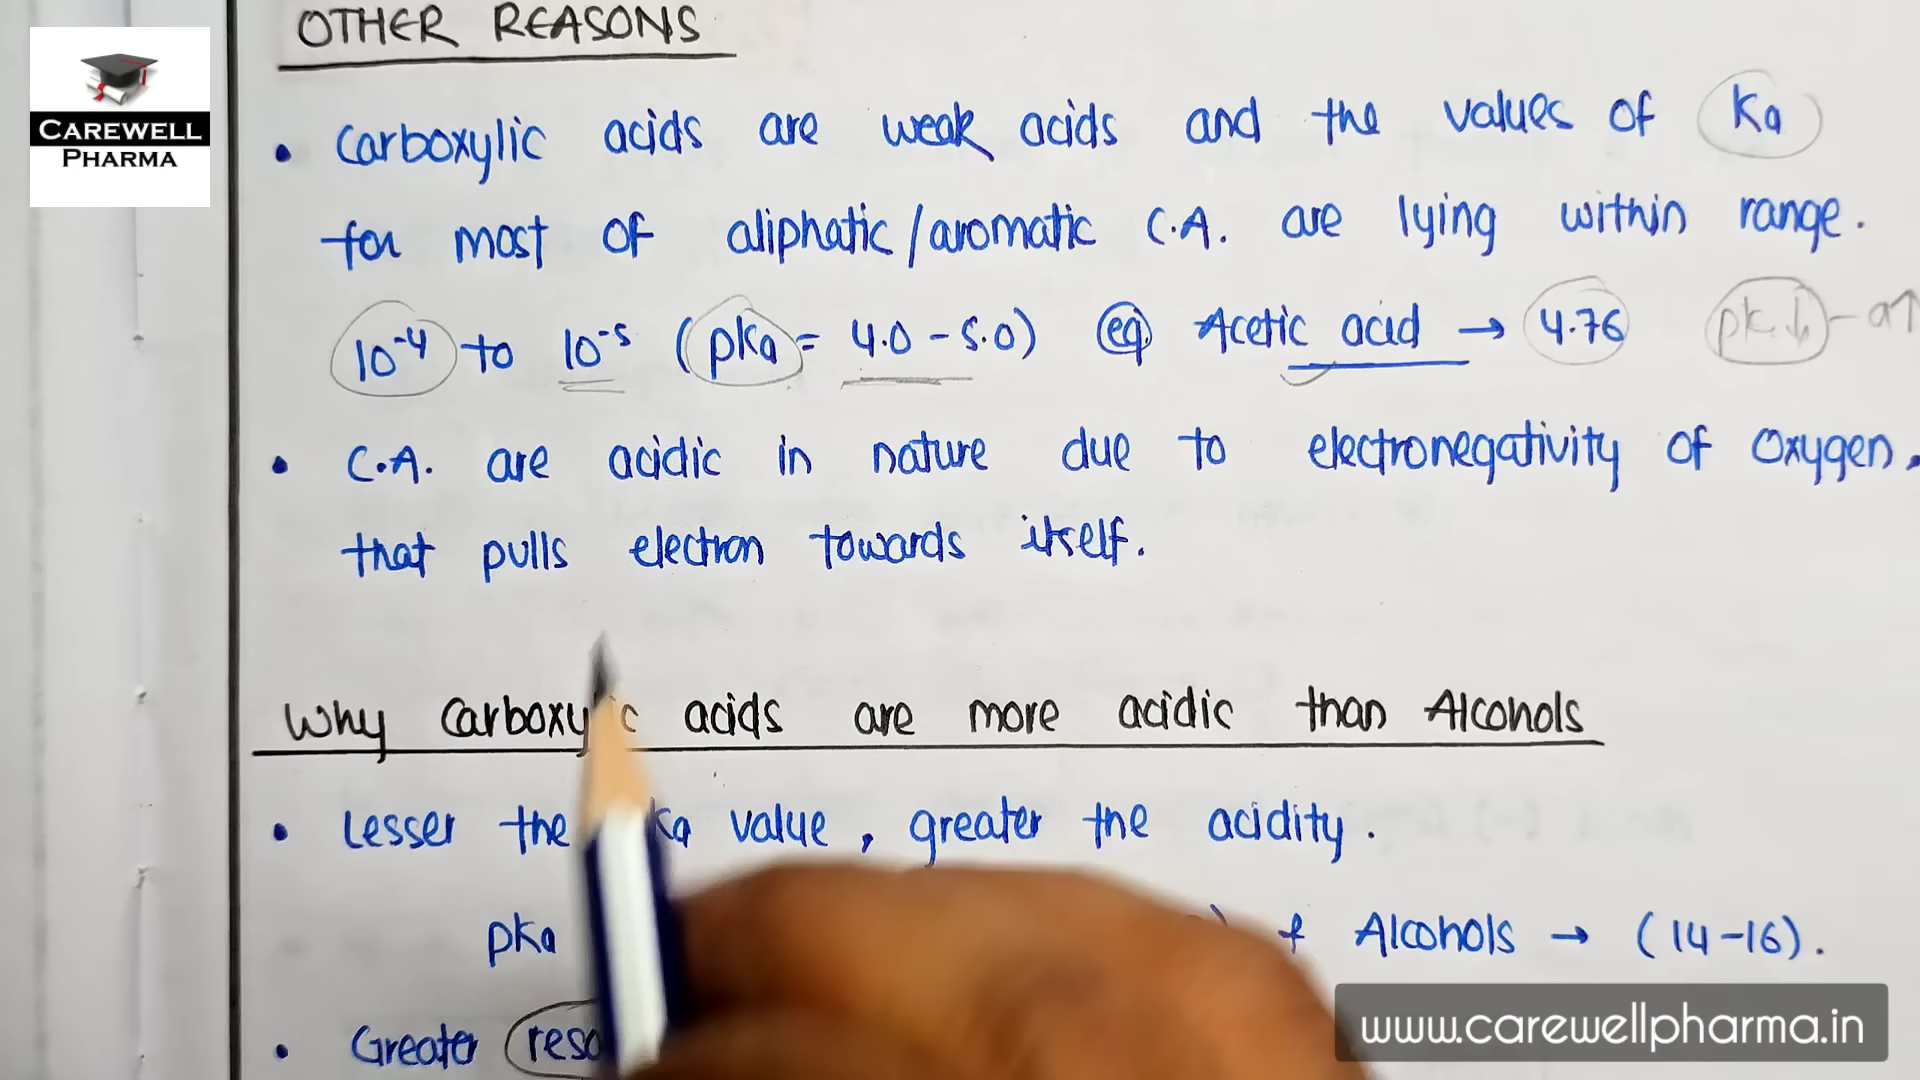 CAREWELL
PHARMA
OTHER REASONS
• Carboxylic acids are weak acids and the values of Ka
for most of aliphatic/aromatic C.A. are lying within range.
10⁻⁴ to 10⁻⁵ (pKa = 4.0 - 5.0) eg Acetic acid → 4.76 pK↓ - a↑
• C.A. are acidic in nature due to electronegativity of Oxygen,
that pulls electron towards itself.
Why Carboxylic acids are more acidic than Alcohols
• Lesser the Ka value, greater the acidity.
pKa Alcohols → (14-16).
• Greater
www.carewellpharma.in